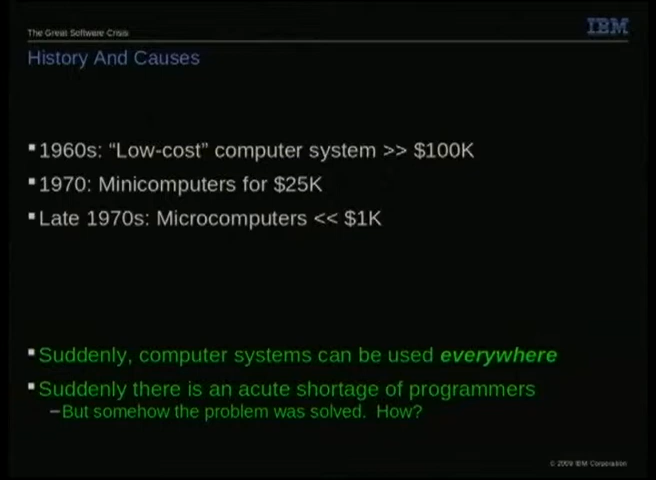 The Great Software Crisis
IBM
History And Causes
▪1960s: “Low-cost” computer system >> $100K
▪1970: Minicomputers for $25K
▪Late 1970s: Microcomputers << $1K
▪Suddenly, computer systems can be used everywhere
▪Suddenly there is an acute shortage of programmers
–But somehow the problem was solved.  How?
© 2009 IBM Corporation